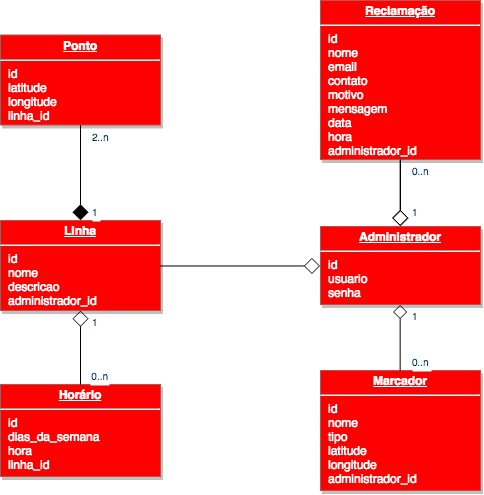 Reclamação
id
nome
email
contato
motivo
mensagem
data
hora
administrador_id
Ponto
id
latitude
longitude
linha_id
2..n
1
0..n
1
Linha
id
nome
descricao
administrador_id
Administrador
id
usuario
senha
1
0..n
1
0..n
Horário
id
dias_da_semana
hora
linha_id
Marcador
id
nome
tipo
latitude
longitude
administrador_id